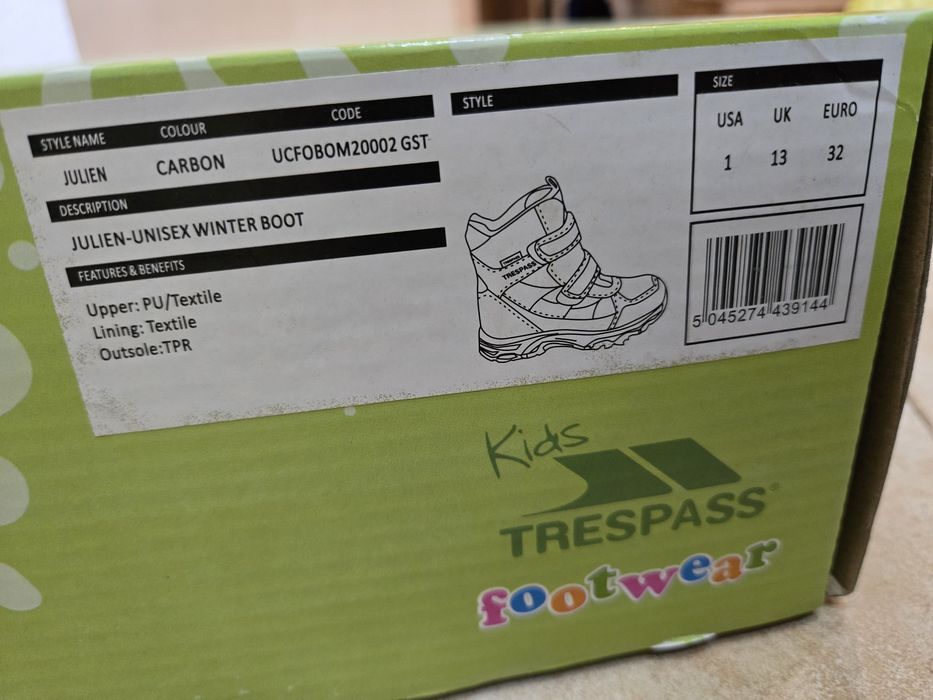 STYLE NAME COLOUR CODE
JULIEN CARBON UCFOBOM20002 GST
DESCRIPTION
JULIEN-UNISEX WINTER BOOT
FEATURES & BENEFITS
Upper: PU/Textile
Lining: Textile
Outsole:TPR
STYLE
TRESPASS
SIZE
USA UK EURO
1 13 32
5 045274 439144
Kids
TRESPASS®
footwear